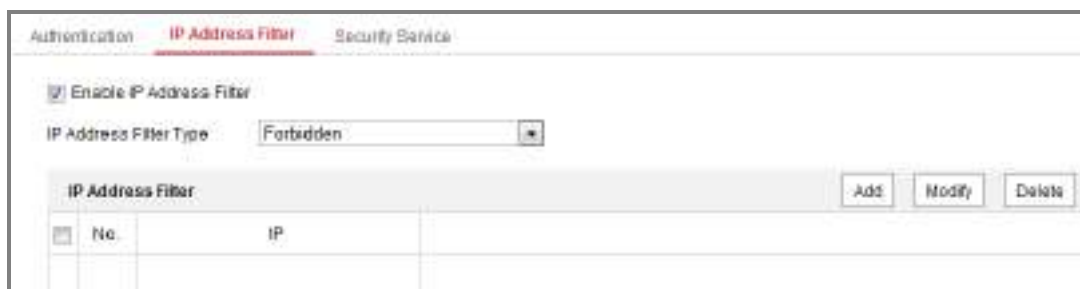 Authentication IP Address Filter Security Service
Enable IP Address Filter
IP Address Filter Type Forbidden
IP Address Filter Add Modify Delete
No. IP